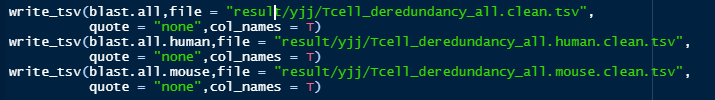 write_tsv(blast.all,file = "result/yjj/Tcell_deredundancy_all.clean.tsv",
quote = "none",col_names = T)
write_tsv(blast.all.human,file = "result/yjj/Tcell_deredundancy_all.human.clean.tsv",
quote = "none",col_names = T)
write_tsv(blast.all.mouse,file = "result/yjj/Tcell_deredundancy_all.mouse.clean.tsv",
quote = "none",col_names = T)